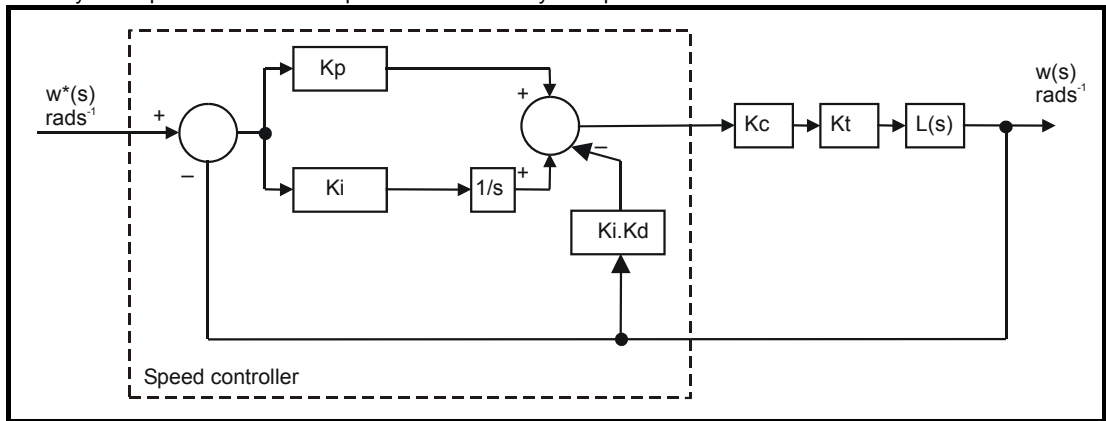 Kp
w*(s)
rads-1
+
+
w(s)
rads-1
Kc
Kt
L(s)
–
–
+
Ki
1/s
Ki.Kd
Speed controller